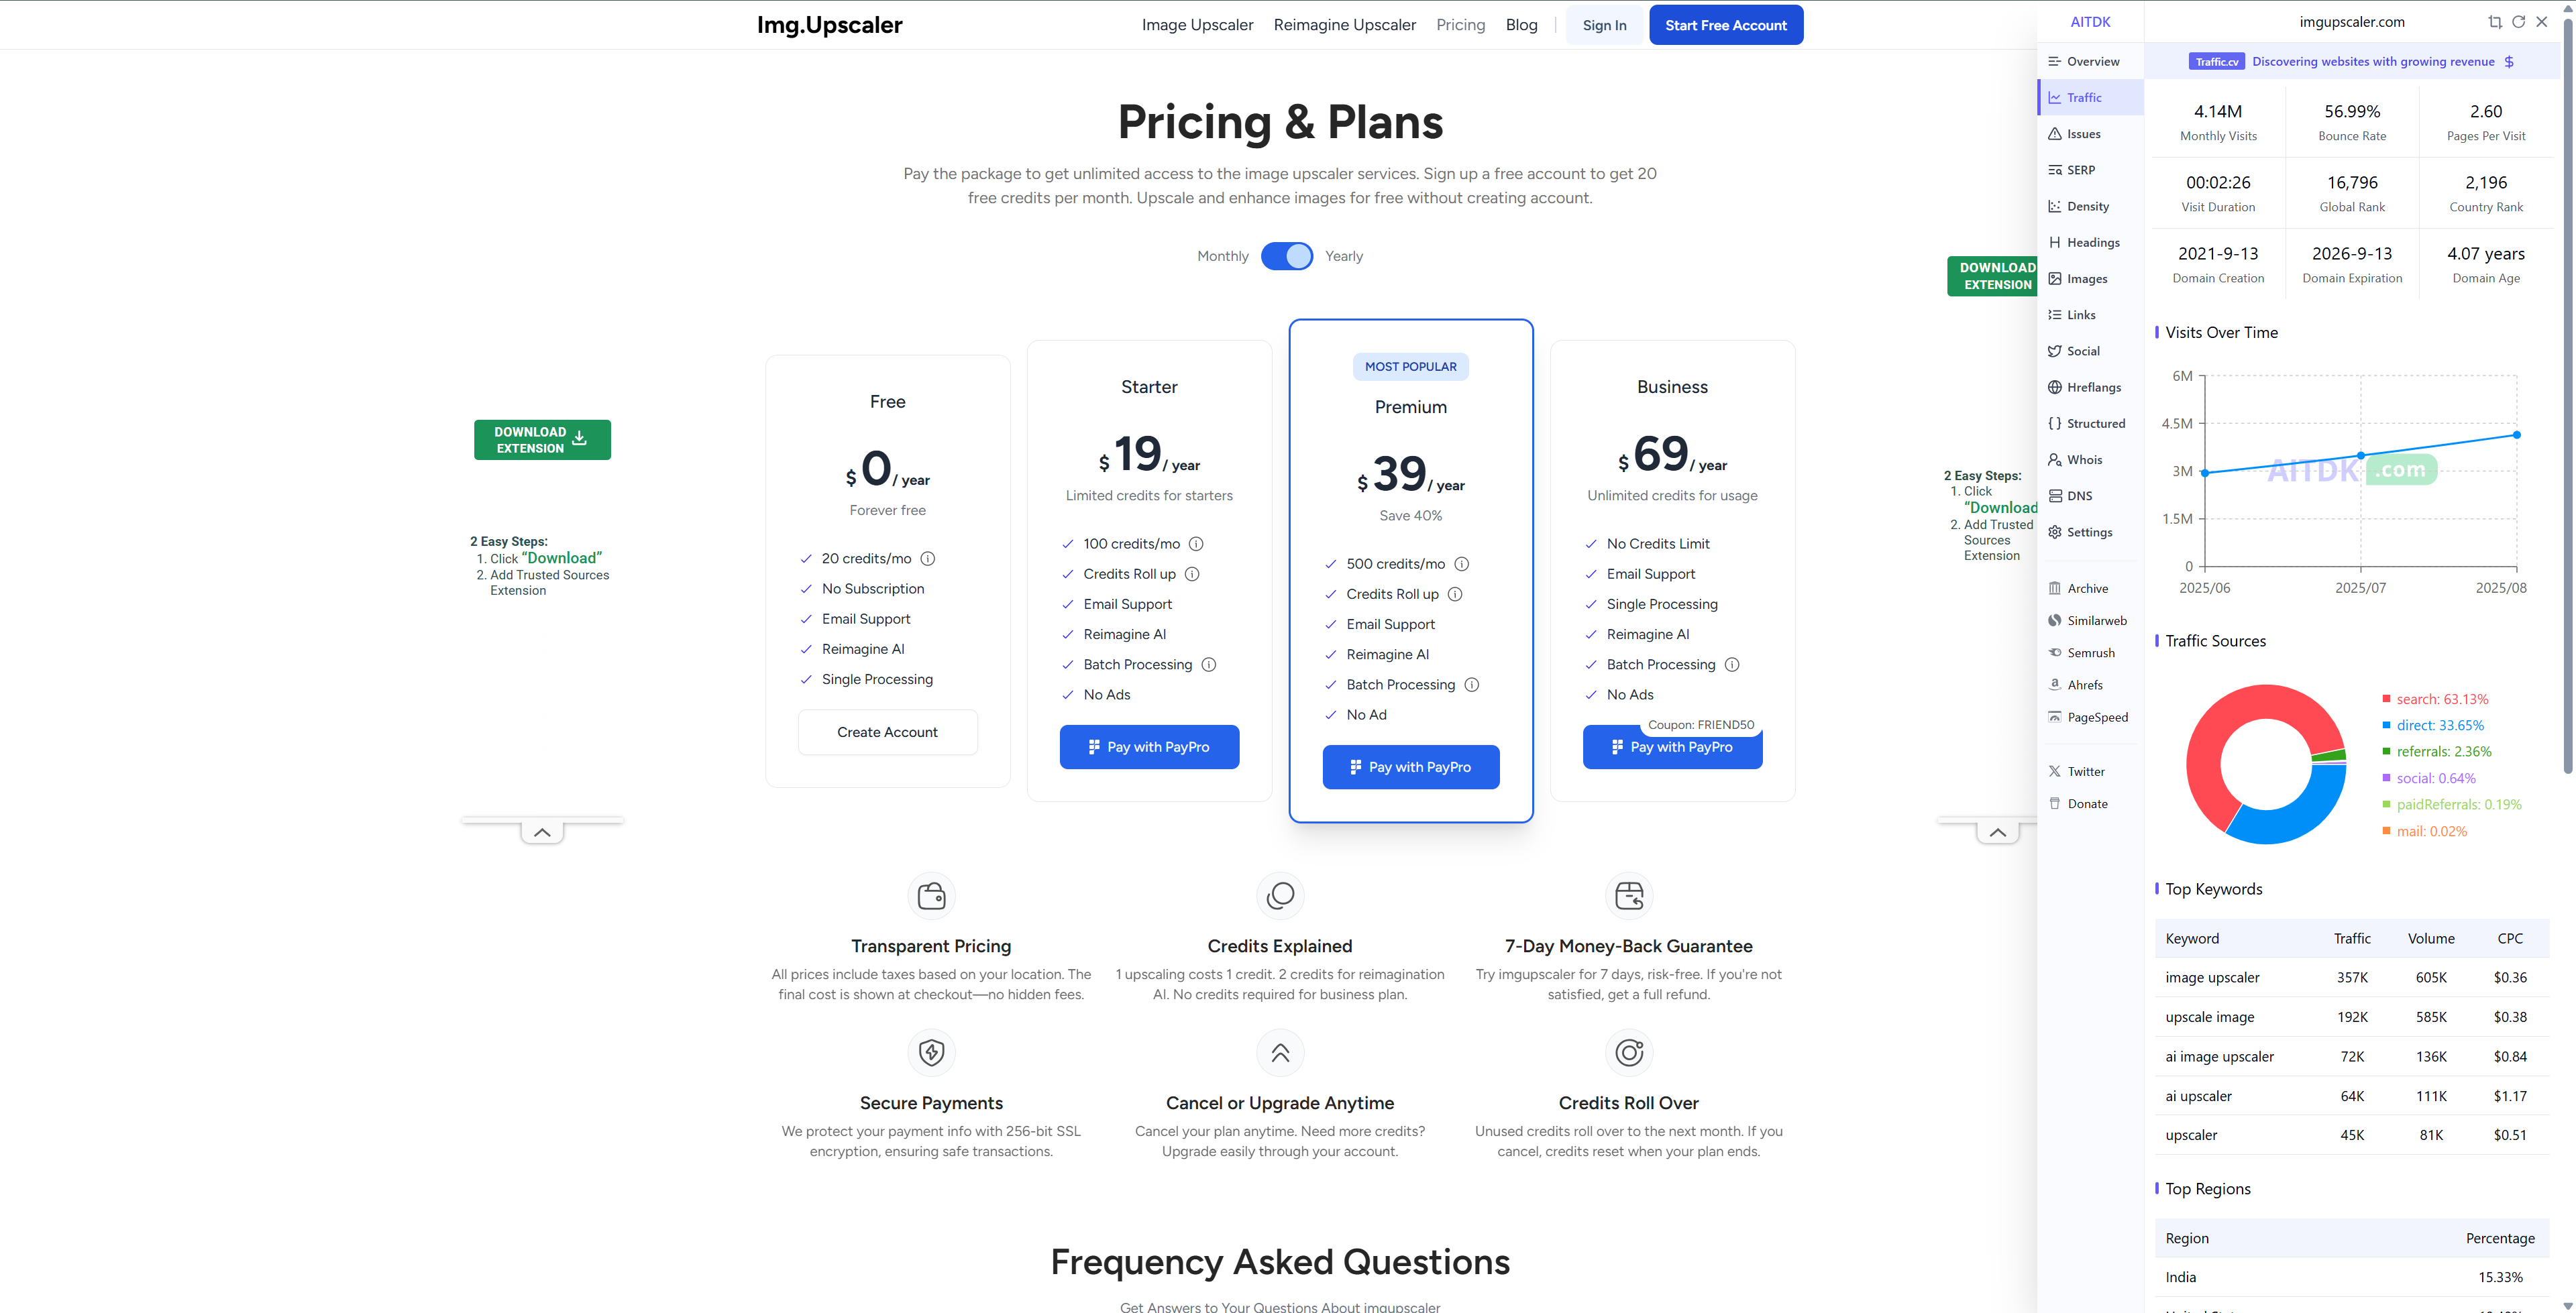 Img.Upscaler
Image Upscaler
Reimagine Upscaler
Pricing
Blog
Sign In
Start Free Account
Pricing & Plans
Pay the package to get unlimited access to the image upscaler services. Sign up a free account to get 20
free credits per month. Upscale and enhance images for free without creating account.
Monthly
Yearly
DOWNLOAD
EXTENSION
2 Easy Steps:
1. Click “Download”
2. Add Trusted Sources
Extension
Free
$ 0 / year
Forever free
20 credits/mo
No Subscription
Email Support
Reimagine AI
Single Processing
Create Account
Starter
$ 19 / year
Limited credits for starters
100 credits/mo
Credits Roll up
Email Support
Reimagine AI
Batch Processing
No Ads
Pay with PayPro
MOST POPULAR
Premium
$ 39 / year
Save 40%
500 credits/mo
Credits Roll up
Email Support
Reimagine AI
Batch Processing
No Ad
Pay with PayPro
Business
$ 69 / year
Unlimited credits for usage
No Credits Limit
Email Support
Single Processing
Reimagine AI
Batch Processing
No Ads
Coupon: FRIEND50
Pay with PayPro
DOWNLOAD
EXTENSION
2 Easy Steps:
1. Click
“Download
2. Add Trusted
Sources
Extension
Transparent Pricing
All prices include taxes based on your location. The
final cost is shown at checkout—no hidden fees.
Credits Explained
1 upscaling costs 1 credit. 2 credits for reimagination
AI. No credits required for business plan.
7-Day Money-Back Guarantee
Try imgupscaler for 7 days, risk-free. If you're not
satisfied, get a full refund.
Secure Payments
We protect your payment info with 256-bit SSL
encryption, ensuring safe transactions.
Cancel or Upgrade Anytime
Cancel your plan anytime. Need more credits?
Upgrade easily through your account.
Credits Roll Over
Unused credits roll over to the next month. If you
cancel, credits reset when your plan ends.
Frequency Asked Questions
Get Answers to Your Questions About imgupscaler
AITDK
Overview
Traffic
Issues
SERP
Density
Headings
Images
Links
Social
Hreflangs
Structured
Whois
DNS
Settings
Archive
Similarweb
Semrush
Ahrefs
PageSpeed
Twitter
Donate
imgupscaler.com
Traffic.cv Discovering websites with growing revenue
4.14M
Monthly Visits
56.99%
Bounce Rate
2.60
Pages Per Visit
00:02:26
Visit Duration
16,796
Global Rank
2,196
Country Rank
2021-9-13
Domain Creation
2026-9-13
Domain Expiration
4.07 years
Domain Age
Visits Over Time
6M
4.5M
3M
1.5M
0
AITDK .com
2025/06 2025/07 2025/08
Traffic Sources
search: 63.13%
direct: 33.65%
referrals: 2.36%
social: 0.64%
paidReferrals: 0.19%
mail: 0.02%
Top Keywords
Keyword Traffic Volume CPC
image upscaler 357K 605K $0.36
upscale image 192K 585K $0.38
ai image upscaler 72K 136K $0.84
ai upscaler 64K 111K $1.17
upscaler 45K 81K $0.51
Top Regions
Region Percentage
India 15.33%